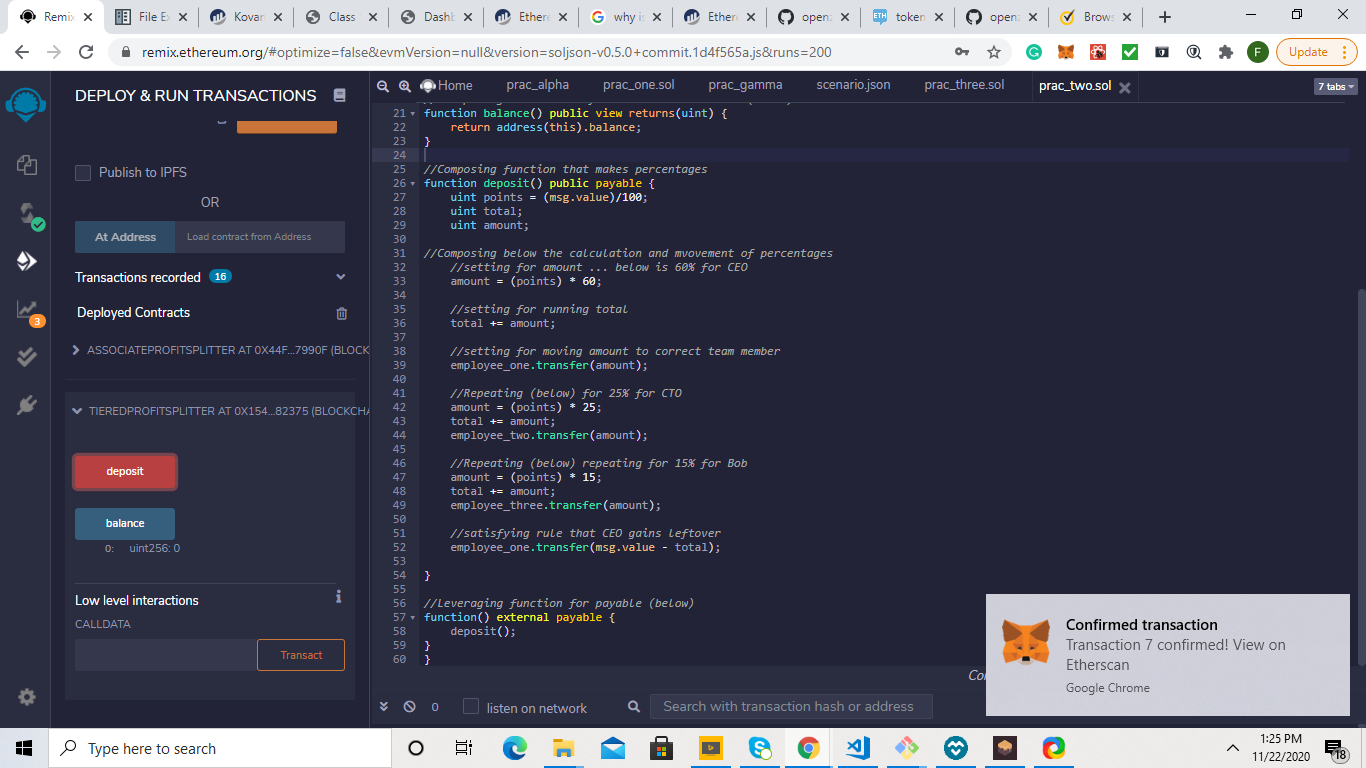 Remix
File Ex
Kovan
Class
Dashb
Ethere
why is
Ethere
openz
token
openz
Brows
remix.ethereum.org/#optimize=false&evmVersion=null&version=soljson-v0.5.0+commit.1d4f565a.js&runs=200
F
Update
DEPLOY & RUN TRANSACTIONS
Publish to IPFS
OR
At Address
Load contract from Address
Transactions recorded 16
Deployed Contracts
ASSOCIATEPROFITSPLITTER AT 0X44F...7990F (BLOCK
TIEREDPROFITSPLITTER AT 0X154...82375 (BLOCKCHA
deposit
balance
0: uint256: 0
Low level interactions
i
CALLDATA
Transact
3
Home
prac_alpha
prac_one.sol
prac_gamma
scenario.json
prac_three.sol
prac_two.sol
7 tabs
21 function balance() public view returns(uint) {
22 return address(this).balance;
23 }
24
25 //Composing function that makes percentages
26 function deposit() public payable {
27 uint points = (msg.value)/100;
28 uint total;
29 uint amount;
30
31 //Composing below the calculation and mvovement of percentages
32 //setting for amount ... below is 60% for CEO
33 amount = (points) * 60;
34
35 //setting for running total
36 total += amount;
37
38 //setting for moving amount to correct team member
39 employee_one.transfer(amount);
40
41 //Repeating (below) for 25% for CTO
42 amount = (points) * 25;
43 total += amount;
44 employee_two.transfer(amount);
45
46 //Repeating (below) repeating for 15% for Bob
47 amount = (points) * 15;
48 total += amount;
49 employee_three.transfer(amount);
50
51 //satisfying rule that CEO gains leftover
52 employee_one.transfer(msg.value - total);
53
54 }
55
56 //Leveraging function for payable (below)
57 function() external payable {
58 deposit();
59 }
60 }
0
listen on network
Search with transaction hash or address
Confirmed transaction
Transaction 7 confirmed! View on
Etherscan
Google Chrome
Type here to search
1:25 PM
11/22/2020
18